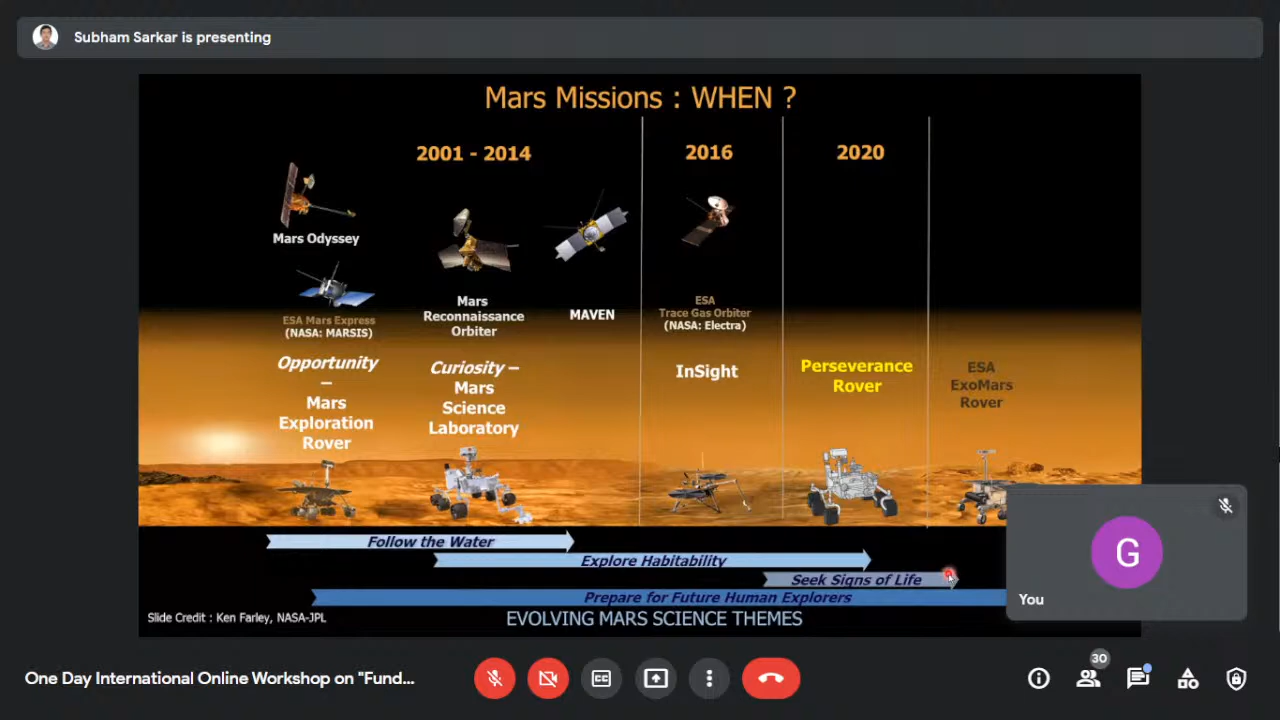 Subham Sarkar is presenting
Mars Missions : WHEN ?
2001 - 2014
2016
2020
Mars Odyssey
ESA Mars Express
(NASA: MARSIS)
Mars
Reconnaissance
Orbiter
MAVEN
ESA
Trace Gas Orbiter
(NASA: Electra)
Opportunity
–
Mars
Exploration
Rover
Curiosity –
Mars
Science
Laboratory
InSight
Perseverance
Rover
ESA
ExoMars
Rover
Follow the Water
Explore Habitability
Seek Signs of Life
Prepare for Future Human Explorers
Slide Credit : Ken Farley, NASA-JPL
EVOLVING MARS SCIENCE THEMES
G
You
One Day International Online Workshop on "Fund...
CC
30